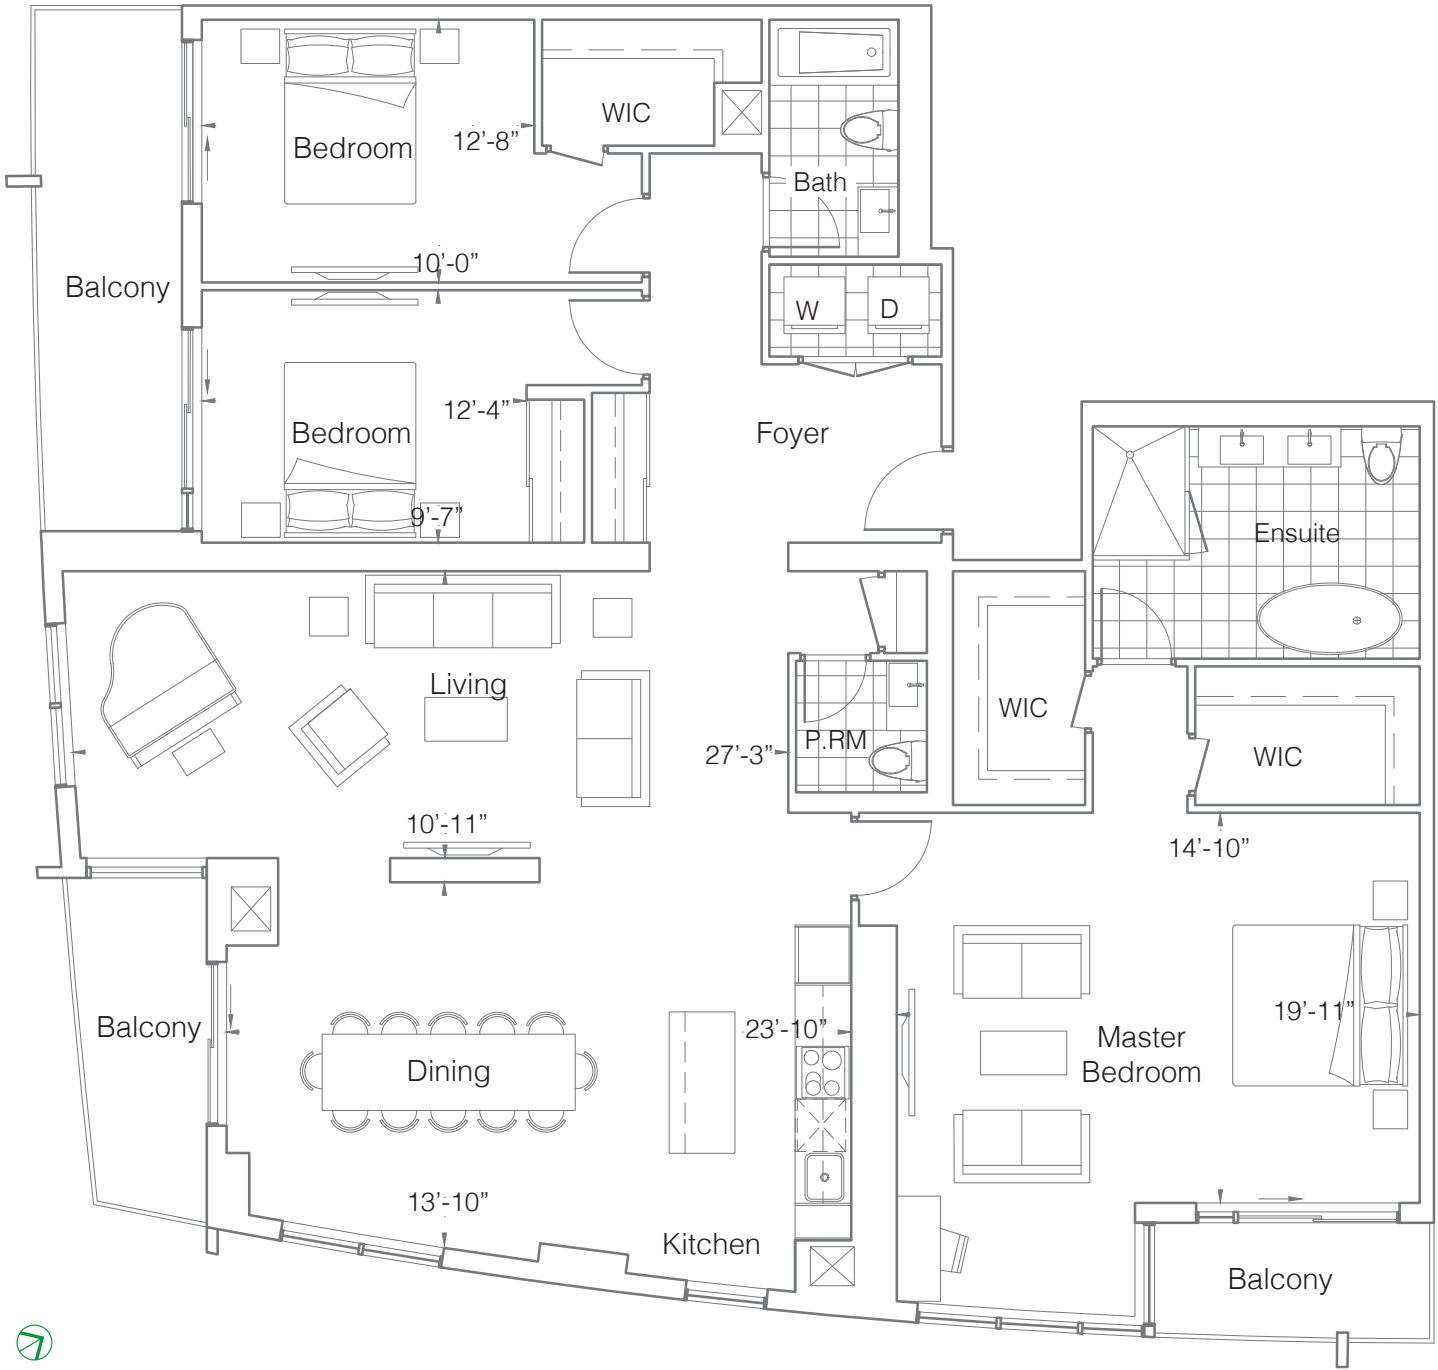 WIC
Bedroom
12’-8”
Bath
10’-0”
Balcony
W
D
12’-4”
Bedroom
Foyer
9’-7”
Ensuite
Living
WIC
P.RM
27’-3”
WIC
10’-11”
14’-10”
19’-11”
Balcony
23’-10”
Master
Bedroom
Dining
13’-10”
Kitchen
Balcony